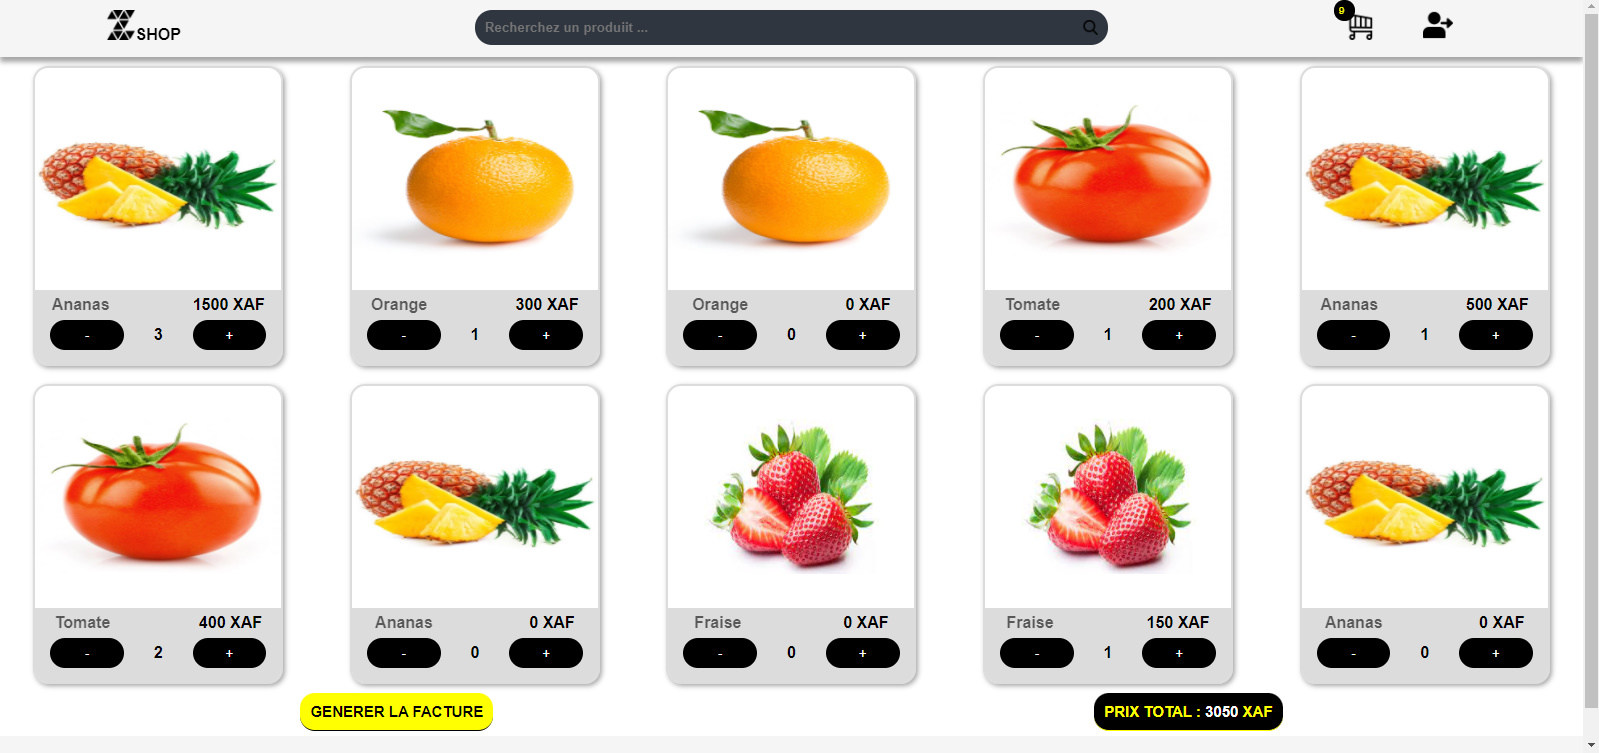 SHOP
Recherchez un produiit ...
9
Ananas 1500 XAF
- 3 +
Orange 300 XAF
- 1 +
Orange 0 XAF
- 0 +
Tomate 200 XAF
- 1 +
Ananas 500 XAF
- 1 +
Tomate 400 XAF
- 2 +
Ananas 0 XAF
- 0 +
Fraise 0 XAF
- 0 +
Fraise 150 XAF
- 1 +
Ananas 0 XAF
- 0 +
GENERER LA FACTURE
PRIX TOTAL : 3050 XAF